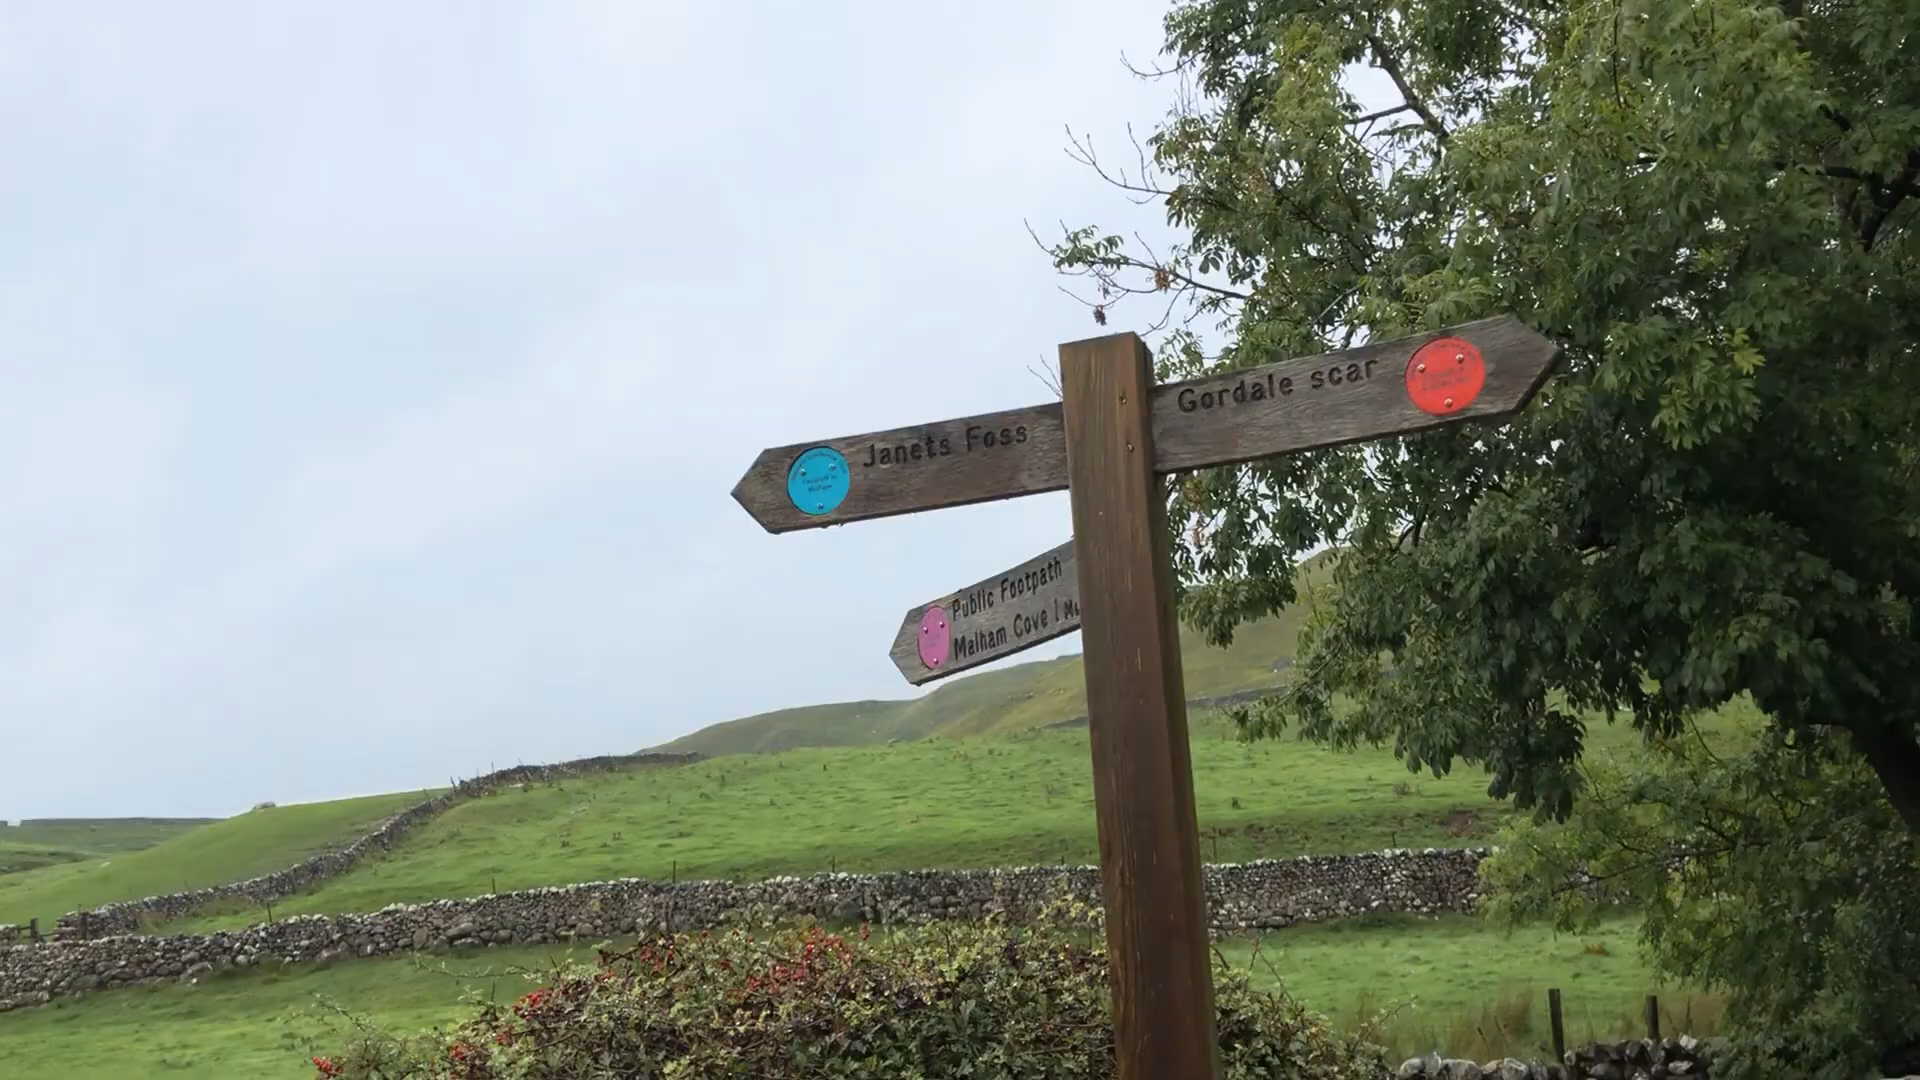 Janets Foss
Gordale scar
Public Footpath
Malham Cove 1